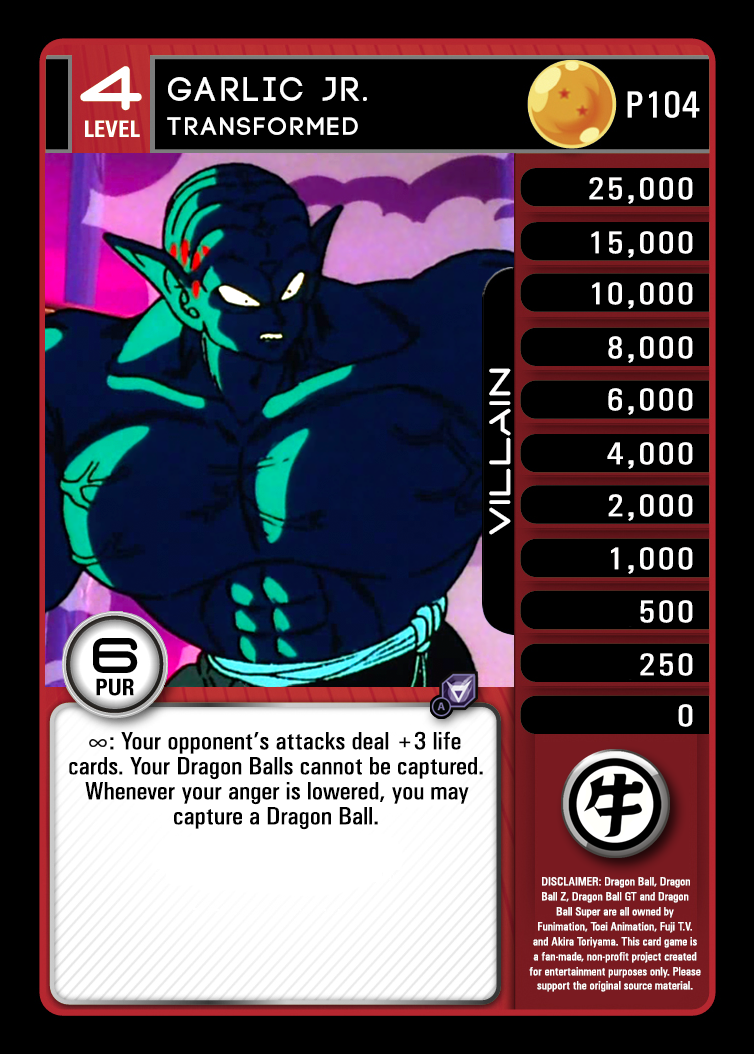 4
LEVEL
GARLIC JR.
TRANSFORMED
P104
25,000
15,000
10,000
8,000
6,000
4,000
2,000
1,000
500
250
0
VILLAIN
6
PUR
A
∞: Your opponent's attacks deal +3 life
cards. Your Dragon Balls cannot be captured.
Whenever your anger is lowered, you may
capture a Dragon Ball.
牛
DISCLAIMER: Dragon Ball, Dragon
Ball Z, Dragon Ball GT and Dragon
Ball Super are all owned by
Funimation, Toei Animation, Fuji T.V.
and Akira Toriyama. This card game is
a fan-made, non-profit project created
for entertainment purposes only. Please
support the original source material.